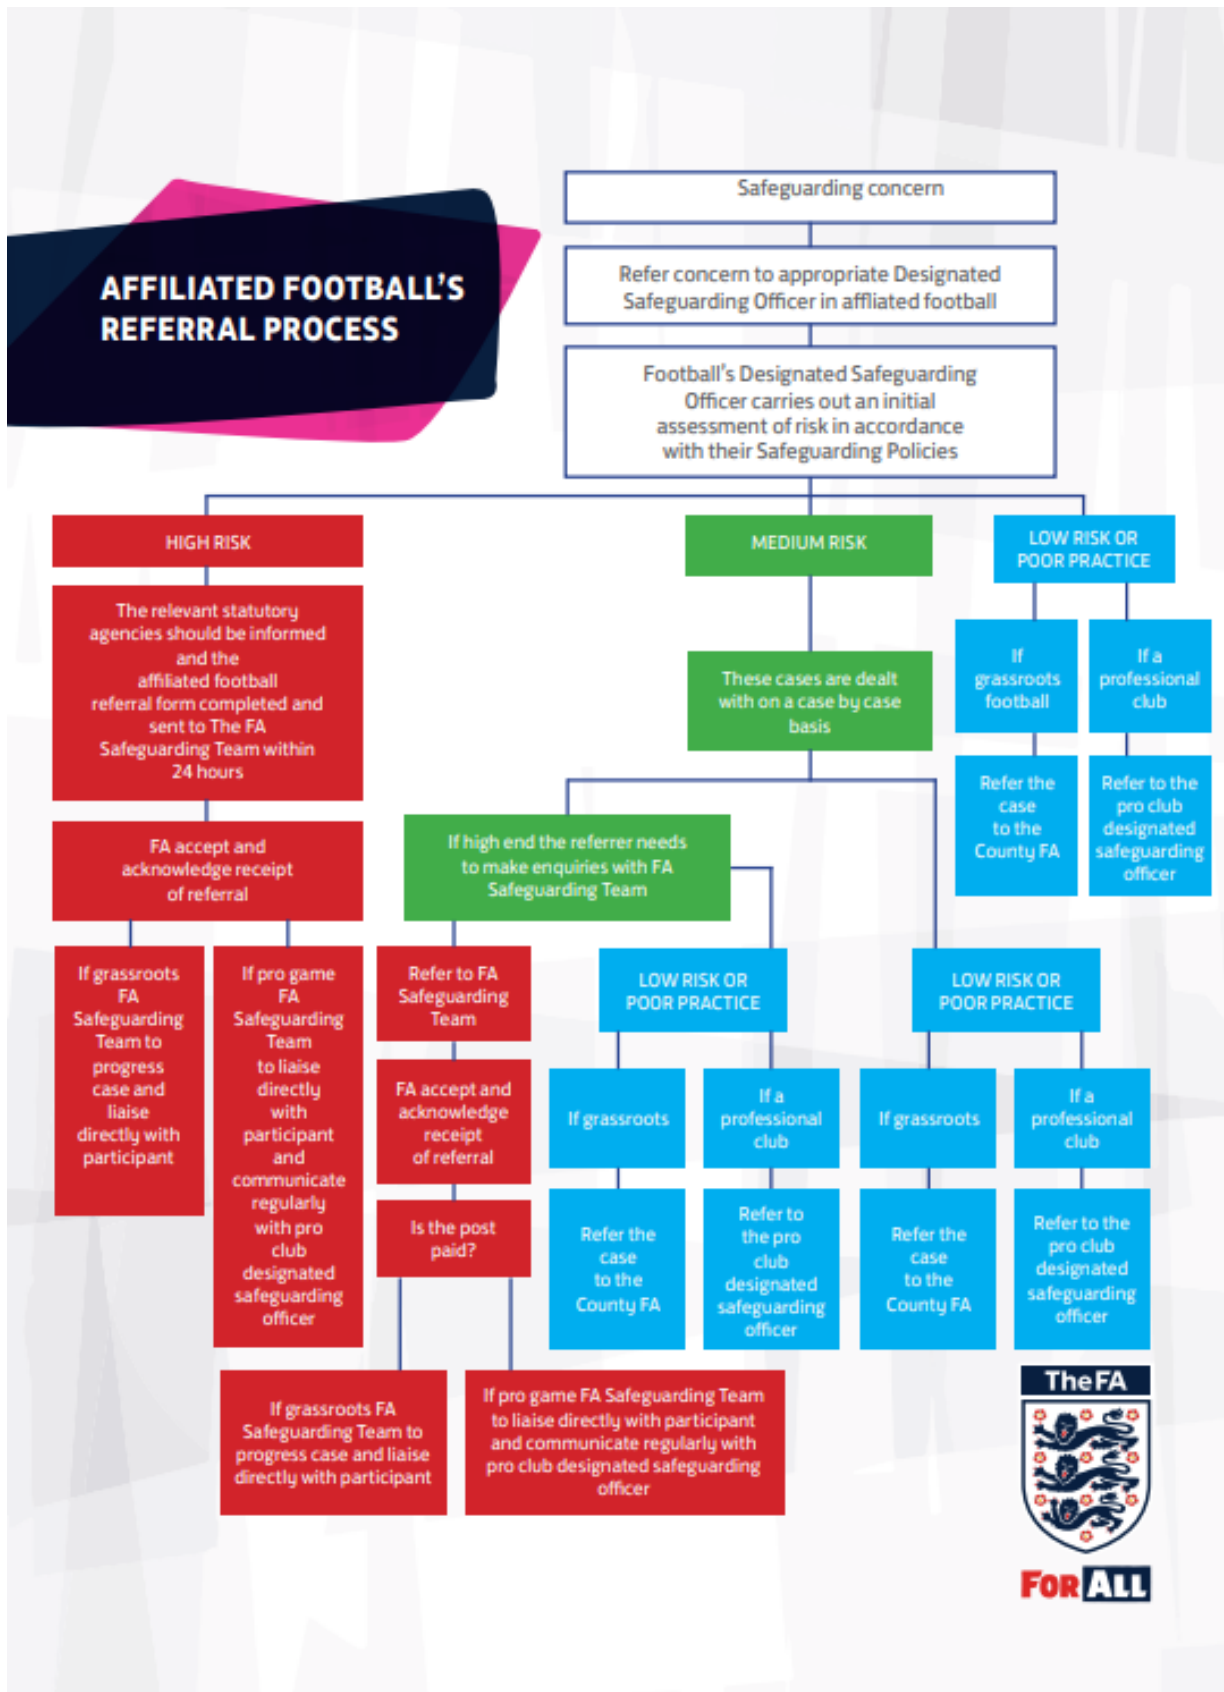 AFFILIATED FOOTBALL'S
REFERRAL PROCESS
Safeguarding concern
Refer concern to appropriate Designated
Safeguarding Officer in affliated football
Football's Designated Safeguarding
Officer carries out an initial
assessment of risk in accordance
with their Safeguarding Policies
HIGH RISK
The relevant statutory
agencies should be informed
and the
affiliated football
referral form completed and
sent to The FA
Safeguarding Team within
24 hours
FA accept and
acknowledge receipt
of referral
If grassroots
FA
Safeguarding
Team to
progress
case and
liaise
directly with
participant
If pro game
FA
Safeguarding
Team
to liaise
directly
with
participant
and
communicate
regularly
with pro
club
designated
safeguarding
officer
MEDIUM RISK
These cases are dealt
with on a case by case
basis
If high end the referrer needs
to make enquiries with FA
Safeguarding Team
Refer to FA
Safeguarding
Team
FA accept and
acknowledge
receipt
of referral
Is the post
paid?
If grassroots FA
Safeguarding Team to
progress case and liaise
directly with participant
If pro game FA Safeguarding Team
to liaise directly with participant
and communicate regularly with
pro club designated safeguarding
officer
LOW RISK OR
POOR PRACTICE
If grassroots
Refer the
case
to the
County FA
If a
professional
club
Refer to
the pro
club
designated
safeguarding
officer
LOW RISK OR
POOR PRACTICE
If grassroots
Refer the
case
to the
County FA
If a
professional
club
Refer to the
pro club
designated
safeguarding
officer
LOW RISK OR
POOR PRACTICE
If
grassroots
football
Refer the
case
to the
County FA
If a
professional
club
Refer to the
pro club
designated
safeguarding
officer
The FA
FOR ALL